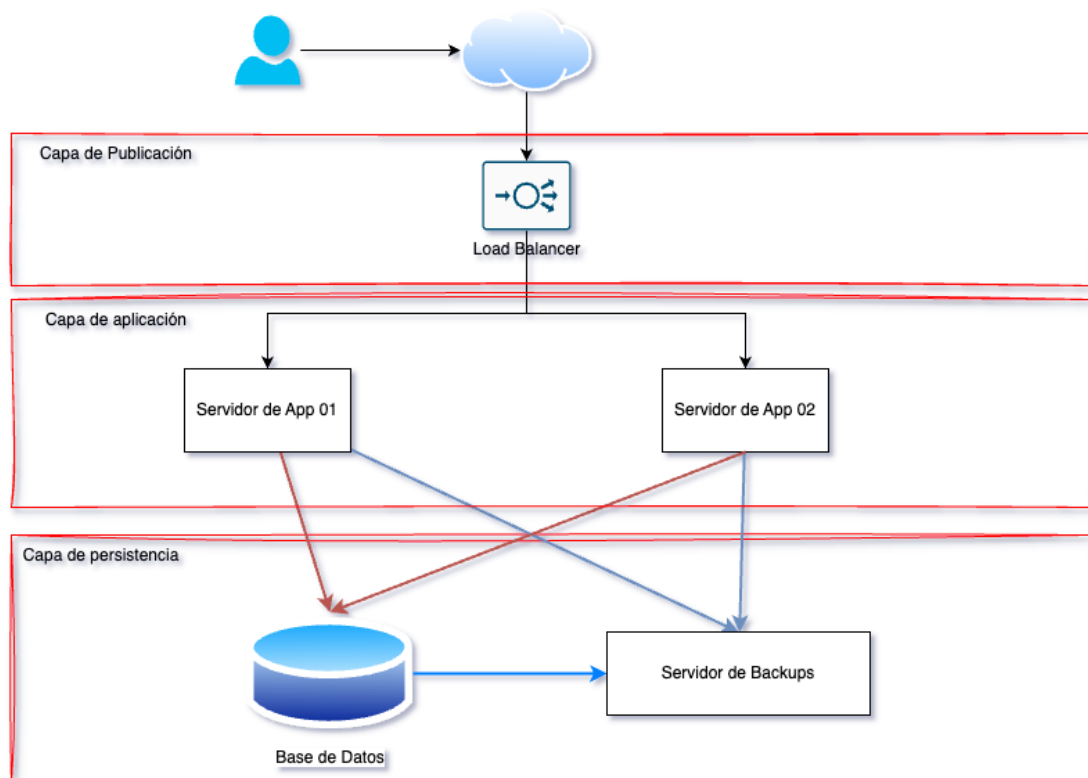 Capa de Publicación
Load Balancer
Capa de aplicación
Servidor de App 01
Servidor de App 02
Capa de persistencia
Servidor de Backups
Base de Datos